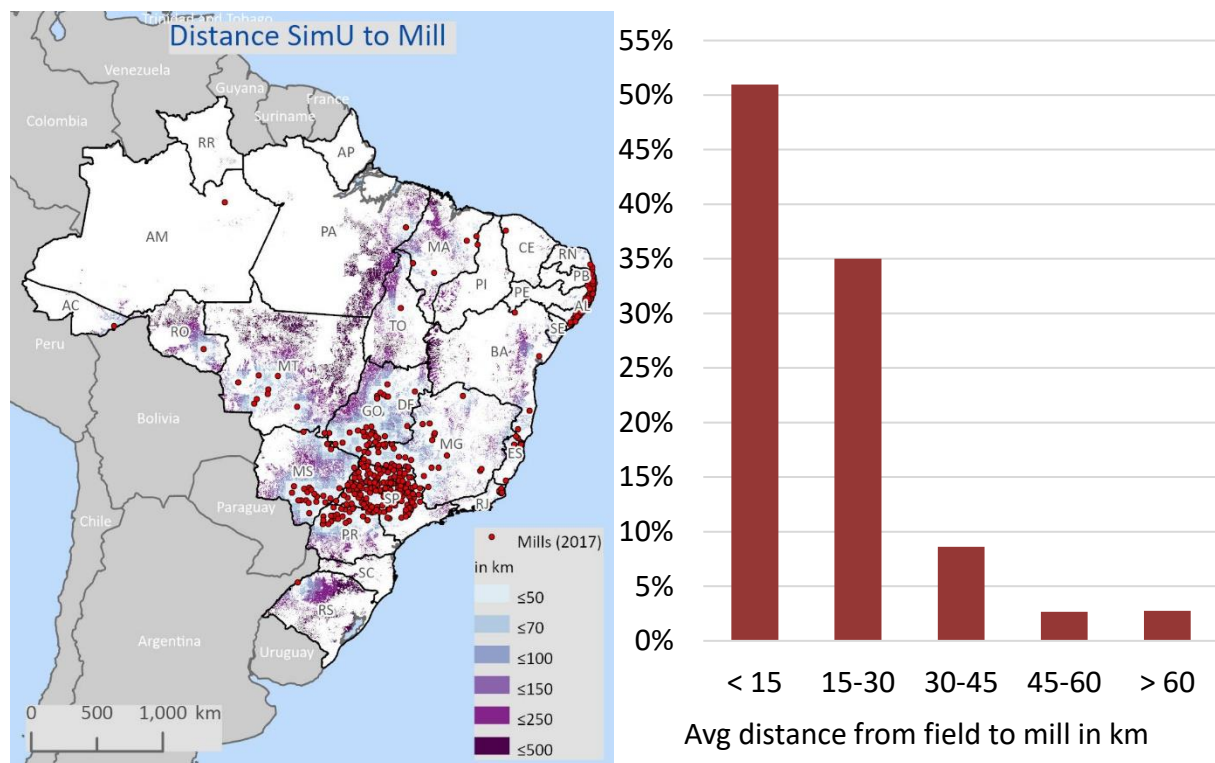 Trinidad and Tobago
Distance SimU to Mill
Venezuela
Guyana
France
Suriname
Colombia
RR
AP
AM
PA
MA
CE
RN
PB
PI
PE
AL
AC
SE
TO
RO
BA
Peru
MT
GO
DF
Bolivia
MG
ES
MS
SP
RJ
Paraguay
Chile
PR
SC
RS
Argentina
Uruguay
Mills (2017)
in km
≤50
≤70
≤100
≤150
≤250
≤500
0 500 1,000 km
55%
50%
45%
40%
35%
30%
25%
20%
15%
10%
5%
0%
< 15 15-30 30-45 45-60 > 60
Avg distance from field to mill in km